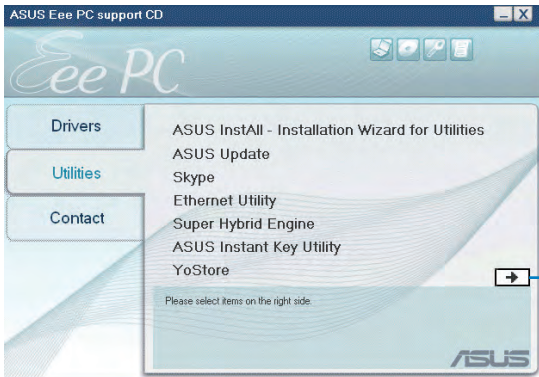 ASUS Eee PC support CD
Eee PC
Drivers
Utilities
Contact
ASUS InstAll - Installation Wizard for Utilities
ASUS Update
Skype
Ethernet Utility
Super Hybrid Engine
ASUS Instant Key Utility
YoStore
Please select items on the right side.
ASUS